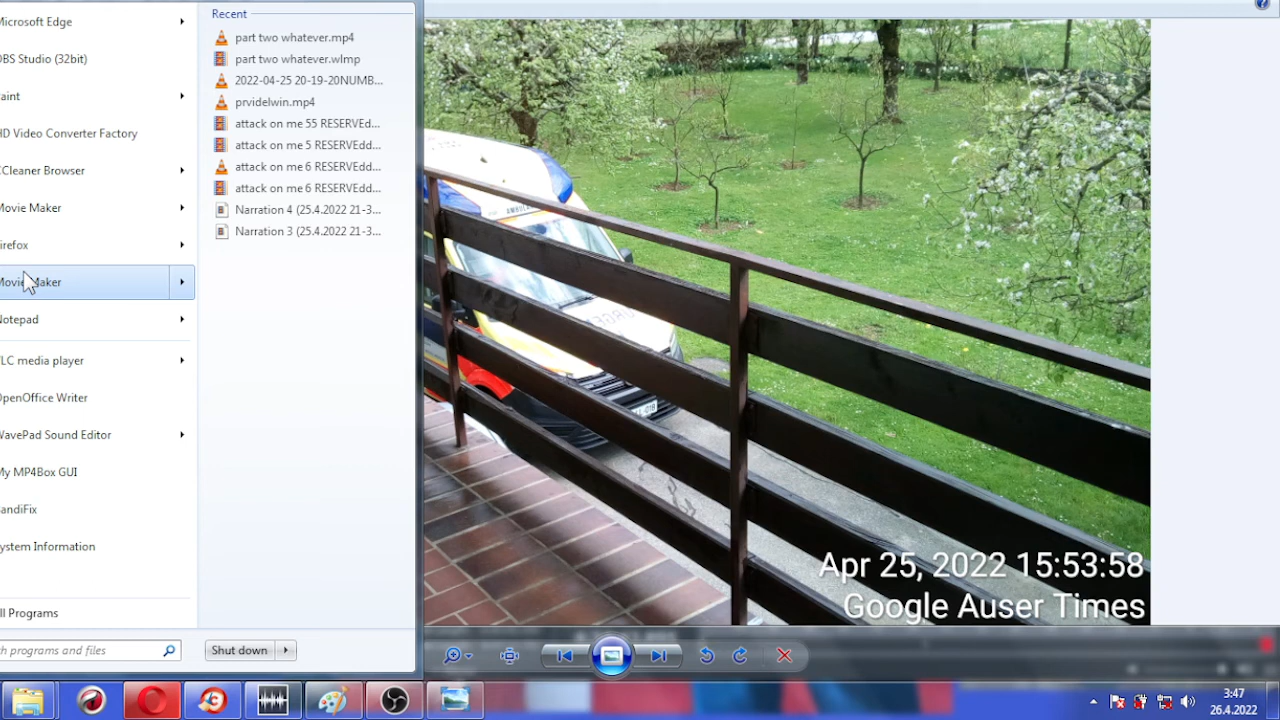 Microsoft Edge
OBS Studio (32bit)
aint
HD Video Converter Factory
CCleaner Browser
Movie Maker
irefox
Movie Maker
Notepad
LC media player
OpenOffice Writer
WavePad Sound Editor
My MP4Box GUI
andiFix
ystem Information
ll Programs
ch programs and files
Shut down
Recent
part two whatever.mp4
part two whatever.wlmp
2022-04-25 20-19-20NUMB...
prvidelwin.mp4
attack on me 55 RESERVEd...
attack on me 5 RESERVEdd...
attack on me 6 RESERVEdd...
attack on me 6 RESERVEdd...
Narration 4 (25.4.2022 21-3...
Narration 3 (25.4.2022 21-3...
Apr 25, 2022 15:53:58
Google Auser Times
3:47
26.4.2022